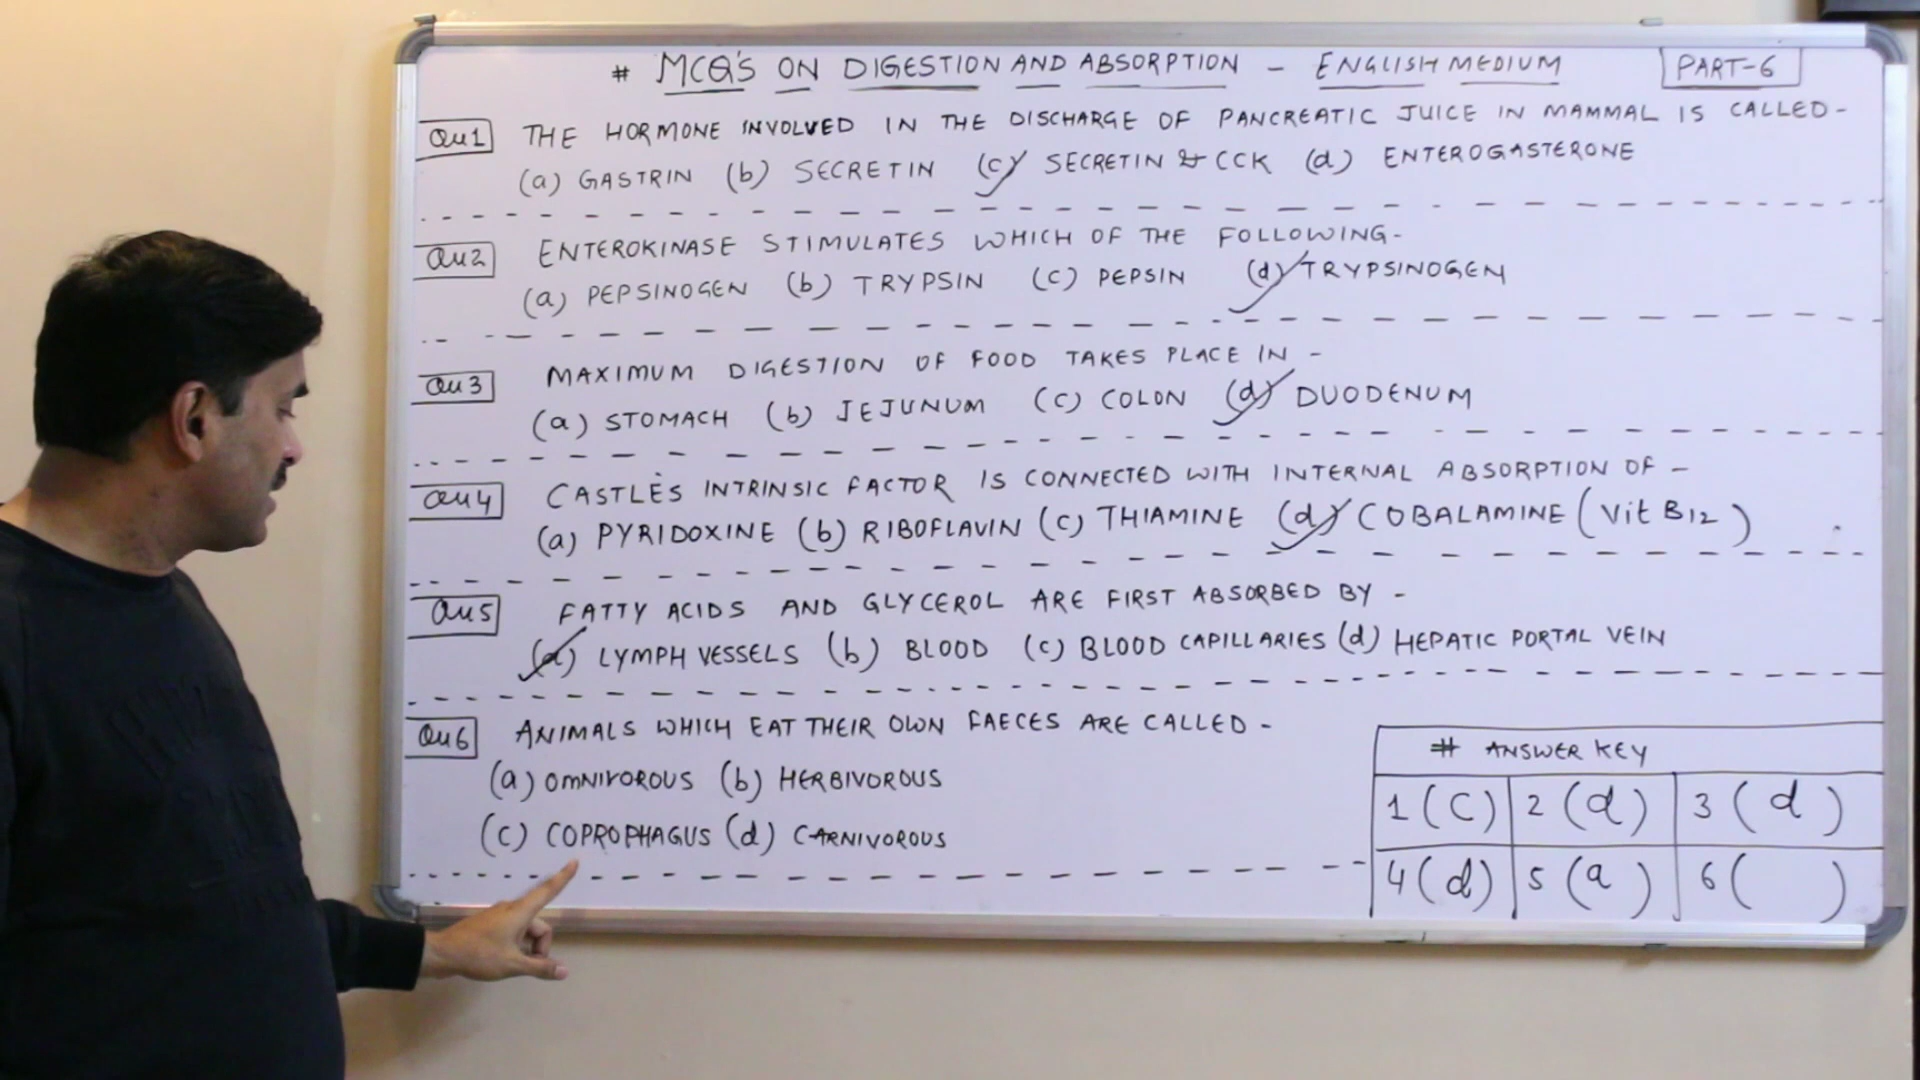 # MCQ'S ON DIGESTION AND ABSORPTION - ENGLISH MEDIUM PART-6
Qu1 THE HORMONE INVOLVED IN THE DISCHARGE OF PANCREATIC JUICE IN MAMMAL IS CALLED-
(a) GASTRIN (b) SECRETIN (c) SECRETIN & CCK (d) ENTEROGASTERONE
Qu2 ENTEROKINASE STIMULATES WHICH OF THE FOLLOWING-
(a) PEPSINOGEN (b) TRYPSIN (c) PEPSIN (d) TRYPSINOGEN
Qu3 MAXIMUM DIGESTION OF FOOD TAKES PLACE IN -
(a) STOMACH (b) JEJUNUM (c) COLON (d) DUODENUM
Qu4 CASTLE'S INTRINSIC FACTOR IS CONNECTED WITH INTERNAL ABSORPTION OF -
(a) PYRIDOXINE (b) RIBOFLAVIN (c) THIAMINE (d) COBALAMINE (Vit B12)
Qu5 FATTY ACIDS AND GLYCEROL ARE FIRST ABSORBED BY -
(a) LYMPH VESSELS (b) BLOOD (c) BLOOD CAPILLARIES (d) HEPATIC PORTAL VEIN
Qu6 ANIMALS WHICH EAT THEIR OWN FAECES ARE CALLED -
(a) OMNIVOROUS (b) HERBIVOROUS
(c) COPROPHAGUS (d) CARNIVOROUS
# ANSWER KEY
1 (C) 2 (d) 3 (d)
4 (d) 5 (a) 6 ( )